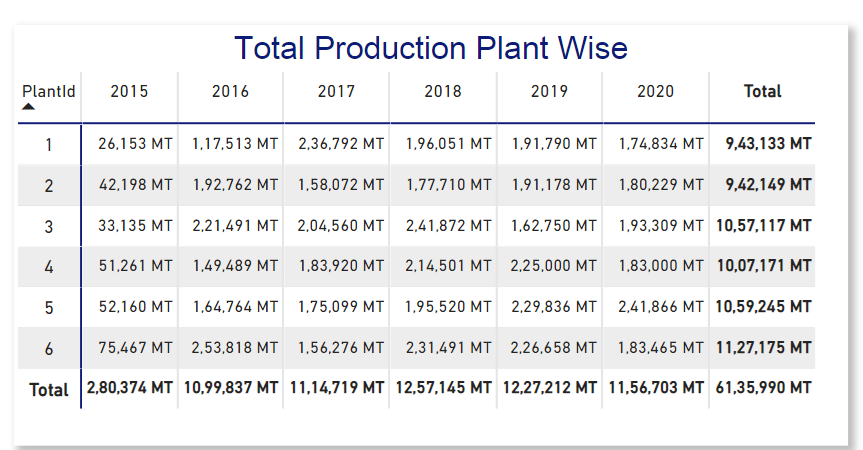 Total Production Plant Wise
PlantId 2015 2016 2017 2018 2019 2020 Total
1 26,153 MT 1,17,513 MT 2,36,792 MT 1,96,051 MT 1,91,790 MT 1,74,834 MT 9,43,133 MT
2 42,198 MT 1,92,762 MT 1,58,072 MT 1,77,710 MT 1,91,178 MT 1,80,229 MT 9,42,149 MT
3 33,135 MT 2,21,491 MT 2,04,560 MT 2,41,872 MT 1,62,750 MT 1,93,309 MT 10,57,117 MT
4 51,261 MT 1,49,489 MT 1,83,920 MT 2,14,501 MT 2,25,000 MT 1,83,000 MT 10,07,171 MT
5 52,160 MT 1,64,764 MT 1,75,099 MT 1,95,520 MT 2,29,836 MT 2,41,866 MT 10,59,245 MT
6 75,467 MT 2,53,818 MT 1,56,276 MT 2,31,491 MT 2,26,658 MT 1,83,465 MT 11,27,175 MT
Total 2,80,374 MT 10,99,837 MT 11,14,719 MT 12,57,145 MT 12,27,212 MT 11,56,703 MT 61,35,990 MT